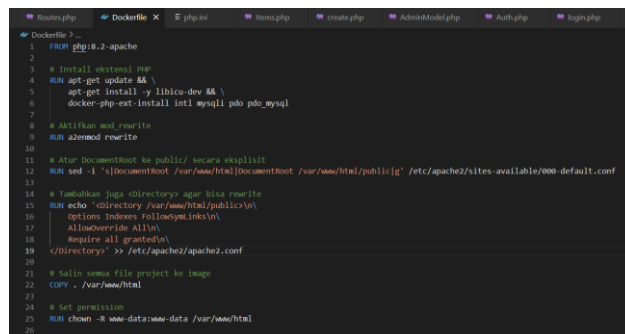 Routes.php Dockerfile X php.ini Items.php create.php AdminModel.php Auth.php login.php
Dockerfile > ...
1 FROM php:8.2-apache
2
3 # Install ekstensi PHP
4 RUN apt-get update && \
5 apt-get install -y libicu-dev && \
6 docker-php-ext-install intl mysqli pdo pdo_mysql
7
8 # Aktifkan mod_rewrite
9 RUN a2enmod rewrite
10
11 # Atur DocumentRoot ke public/ secara eksplisit
12 RUN sed -i 's|DocumentRoot /var/www/html|DocumentRoot /var/www/html/public|g' /etc/apache2/sites-available/000-default.conf
13
14 # Tambahkan juga <Directory> agar bisa rewrite
15 RUN echo '<Directory /var/www/html/public>\n\
16 Options Indexes FollowSymLinks\n\
17 AllowOverride All\n\
18 Require all granted\n\
19 </Directory>' >> /etc/apache2/apache2.conf
20
21 # Salin semua file project ke image
22 COPY . /var/www/html
23
24 # Set permission
25 RUN chown -R www-data:www-data /var/www/html
26